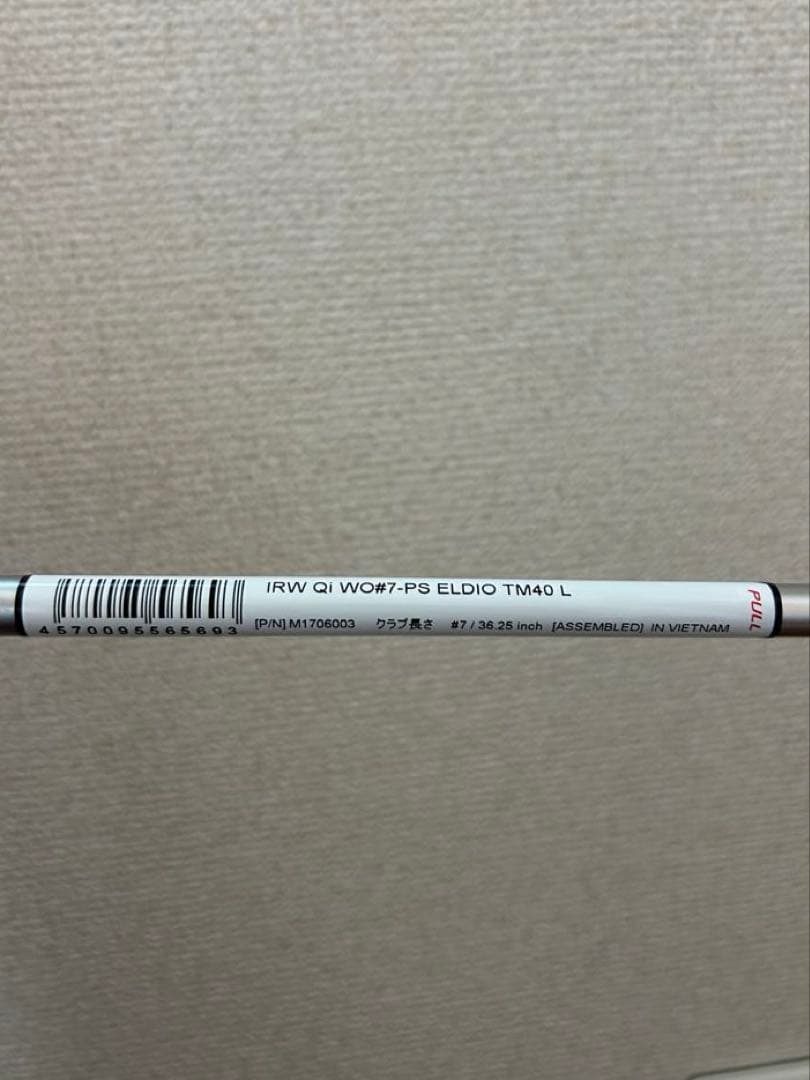 IRW Qi WO#7-PS ELDIO TM40 L
4570095565693 [P/N] M1706003 クラブ長さ #7 / 36.25 inch [ASSEMBLED] IN VIETNAM
PULL